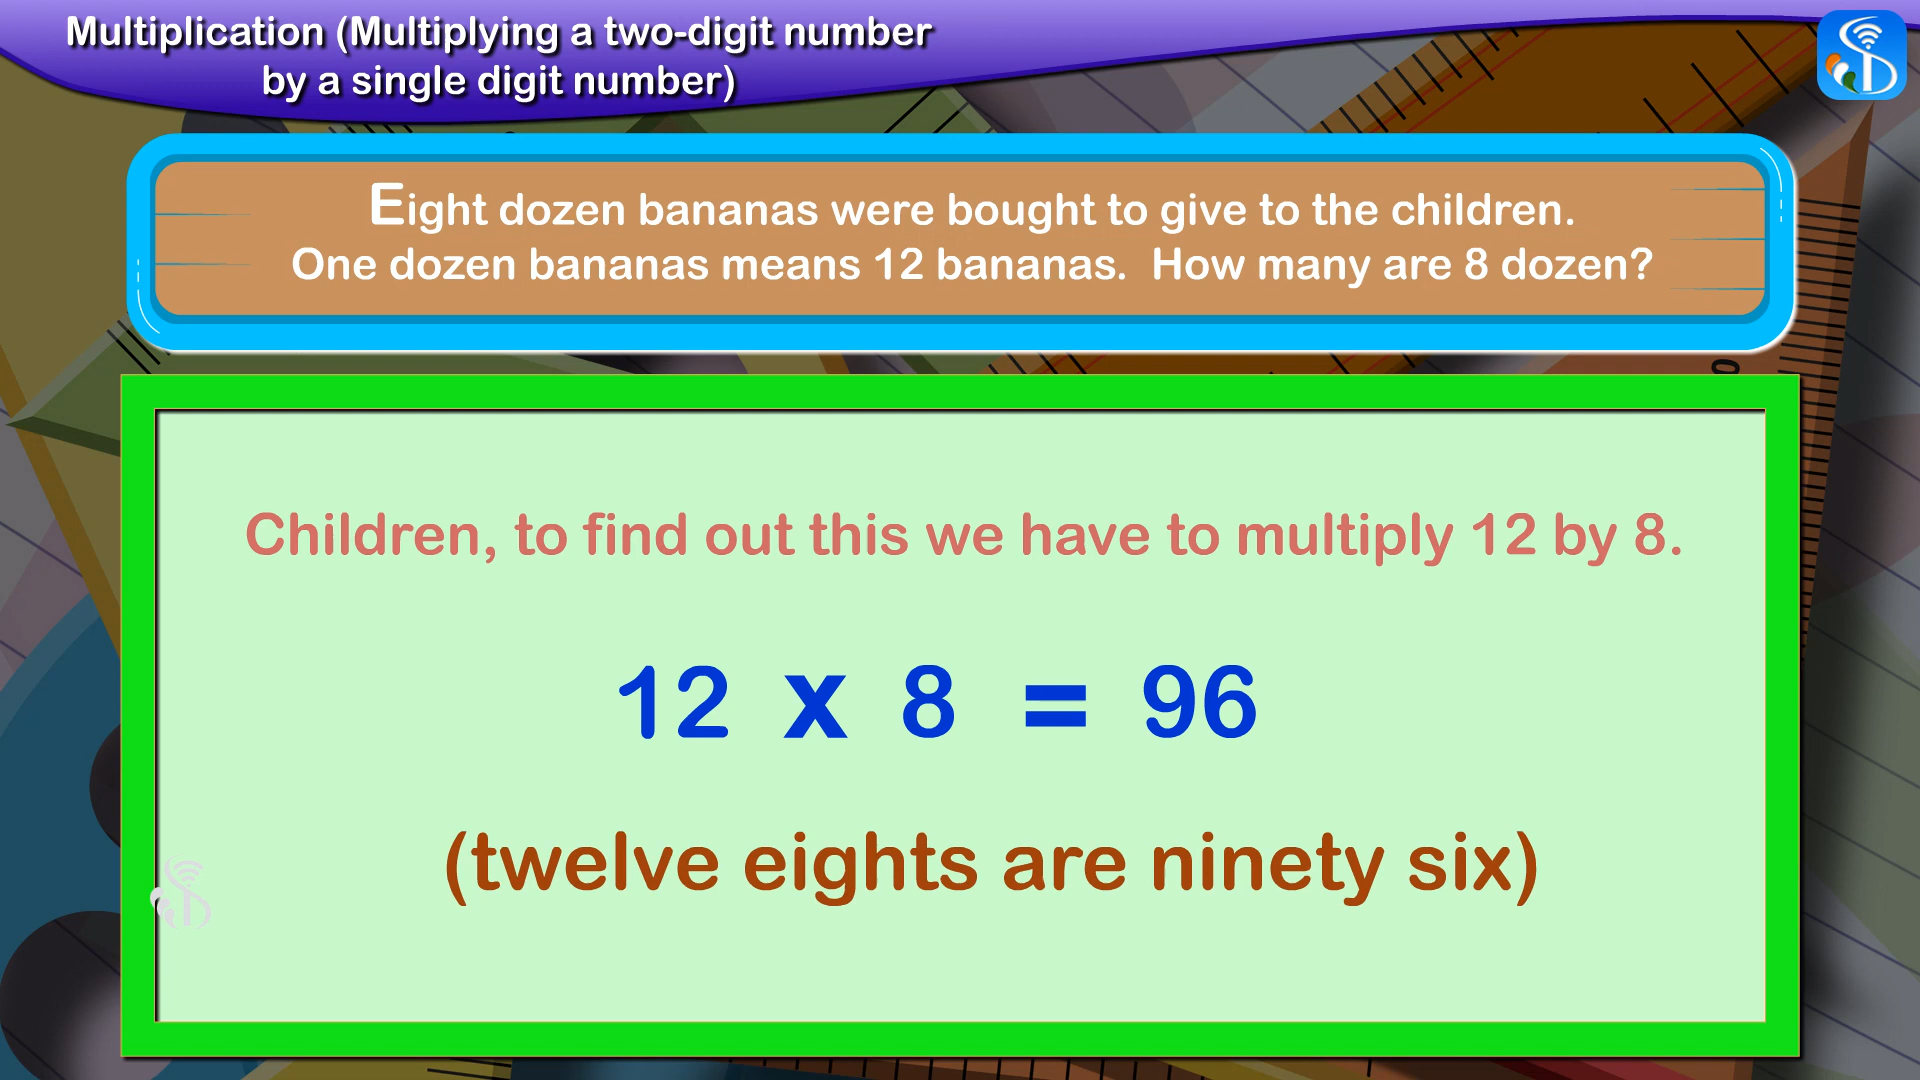 Multiplication (Multiplying a two-digit number
by a single digit number)
Eight dozen bananas were bought to give to the children.
One dozen bananas means 12 bananas.  How many are 8 dozen?
Children, to find out this we have to multiply 12 by 8.
12 x 8 = 96
(twelve eights are ninety six)